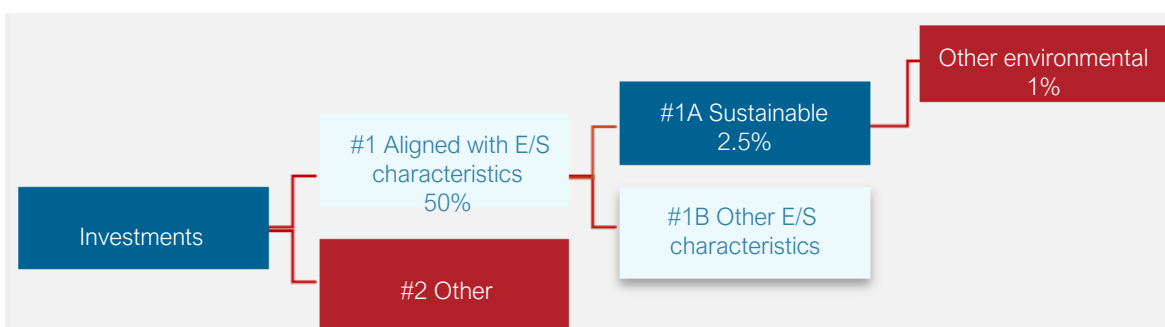 Investments
#1 Aligned with E/S
characteristics
50%
#2 Other
#1A Sustainable
2.5%
#1B Other E/S
characteristics
Other environmental
1%